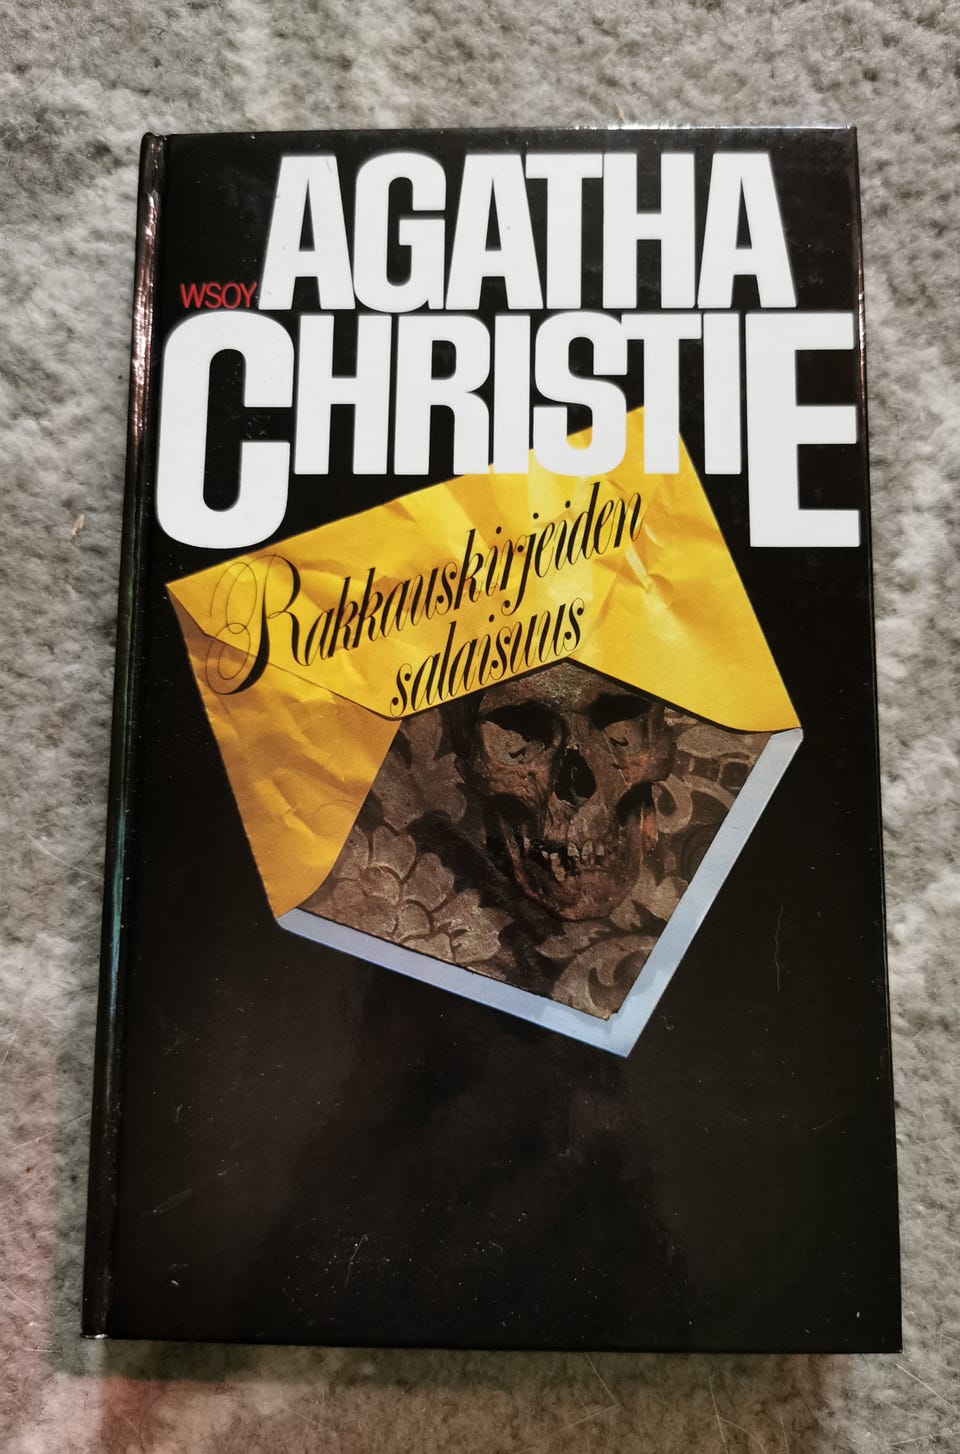 AGATHA
WSOY
CHRISTIE
Rakkauskirjeiden
salaisuus